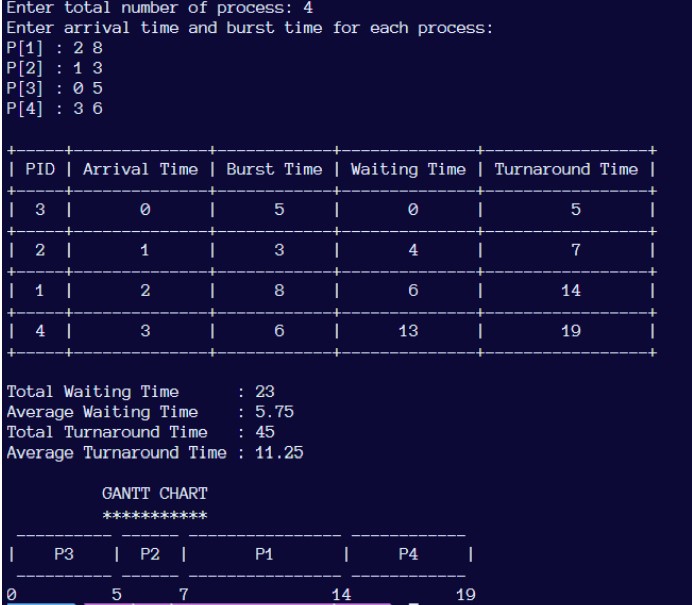 Enter total number of process: 4
Enter arrival time and burst time for each process:
P[1] : 2 8
P[2] : 1 3
P[3] : 0 5
P[4] : 3 6
| PID | Arrival Time | Burst Time | Waiting Time | Turnaround Time |
| 3 | 0 | 5 | 0 | 5 |
| 2 | 1 | 3 | 4 | 7 |
| 1 | 2 | 8 | 6 | 14 |
| 4 | 3 | 6 | 13 | 19 |
Total Waiting Time : 23
Average Waiting Time : 5.75
Total Turnaround Time : 45
Average Turnaround Time : 11.25
GANTT CHART
***********
| P3 | P2 | P1 | P4 |
0 5 7 14 19